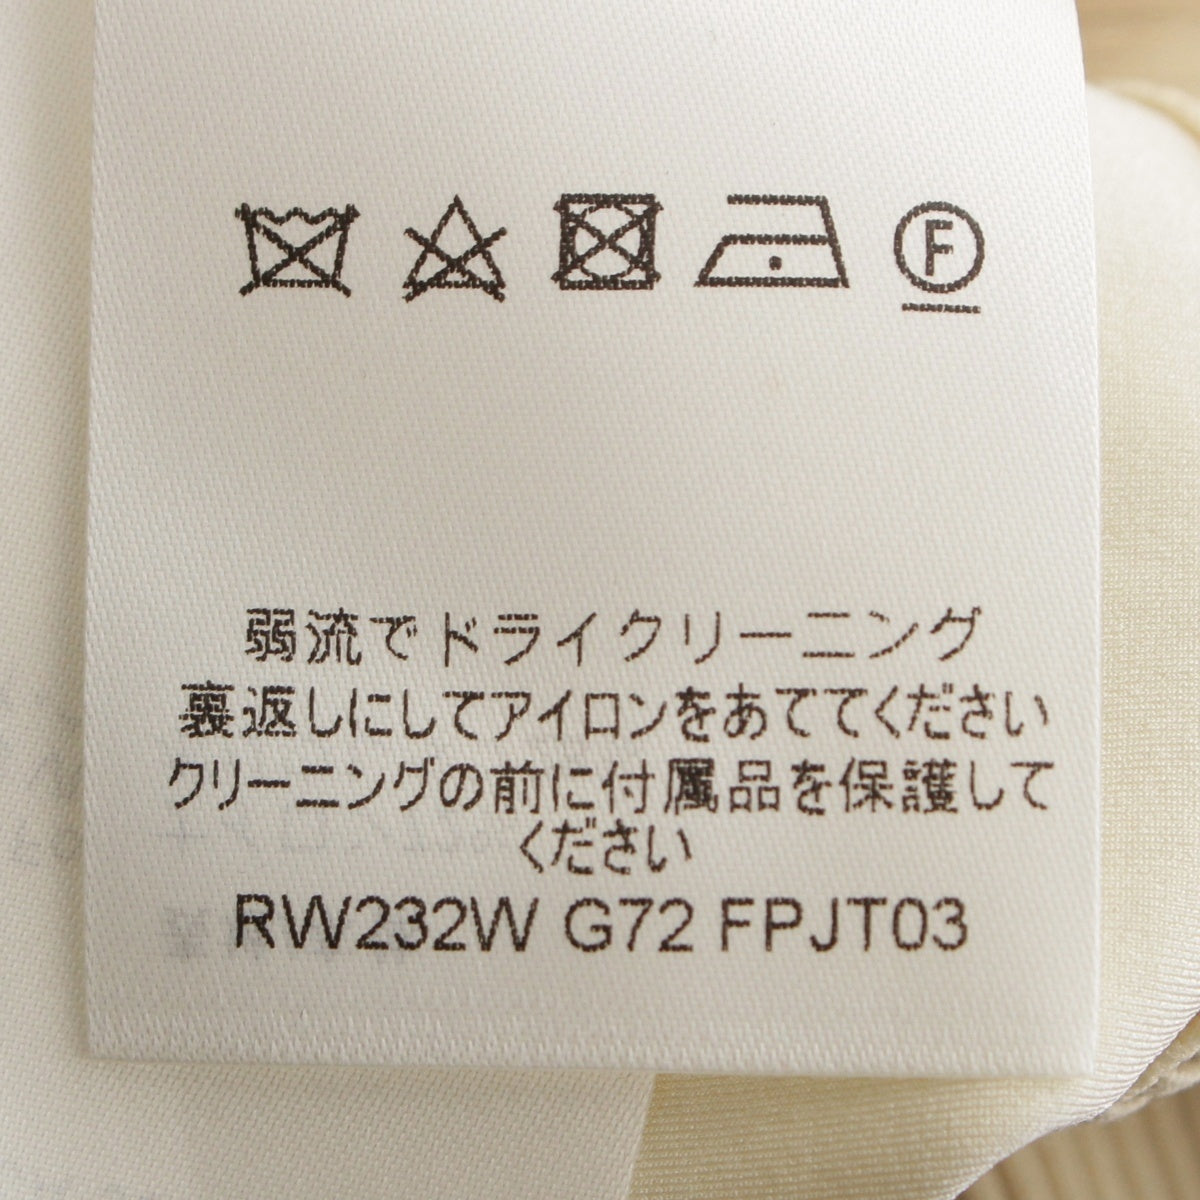 F
弱流でドライクリーニング
裏返しにしてアイロンをあててください
クリーニングの前に付属品を保護して
ください
RW232W G72 FPJT03